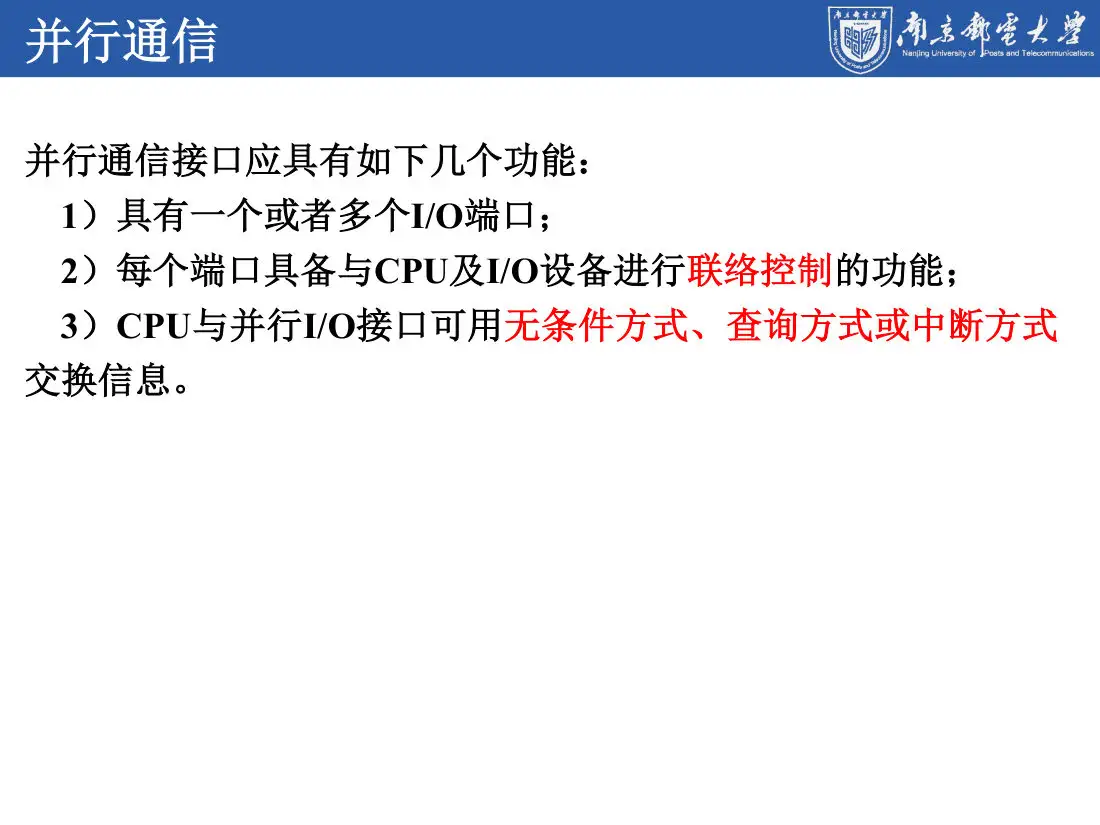 并行通信
南京邮电大学
Nanjing University of Posts and Telecommunications
并行通信接口应具有如下几个功能：
1）具有一个或者多个I/O端口；
2）每个端口具备与CPU及I/O设备进行联络控制的功能；
3）CPU与并行I/O接口可用无条件方式、查询方式或中断方式
交换信息。